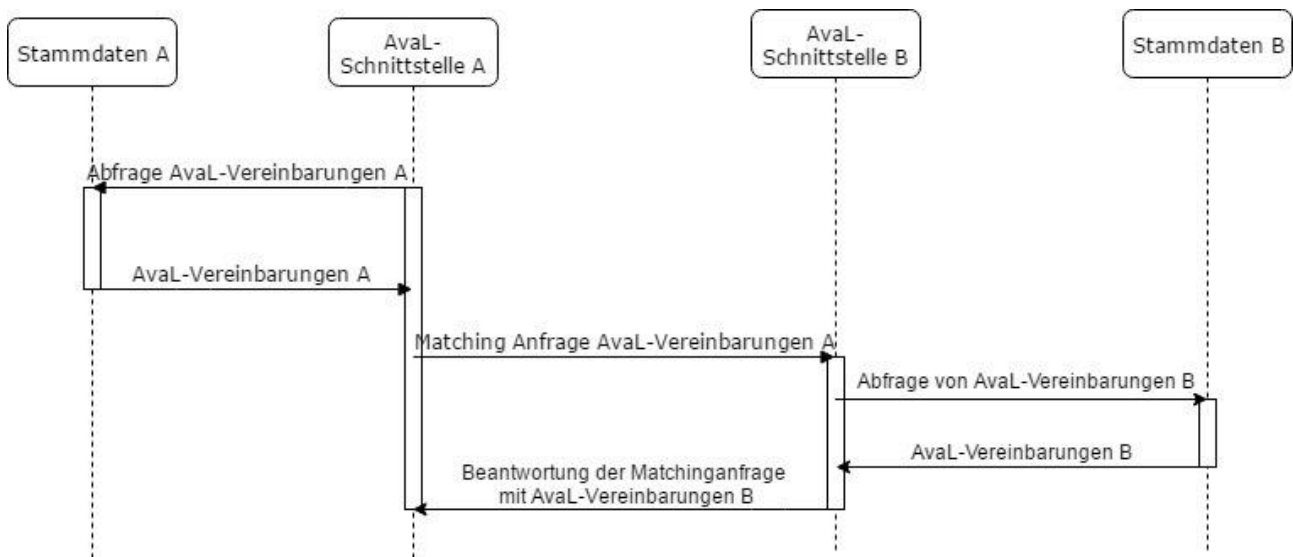 Stammdaten A
AvaL-
Schnittstelle A
AvaL-
Schnittstelle B
Stammdaten B
Abfrage AvaL-Vereinbarungen A
AvaL-Vereinbarungen A
Matching Anfrage AvaL-Vereinbarungen A
Abfrage von AvaL-Vereinbarungen B
AvaL-Vereinbarungen B
Beantwortung der Matchinganfrage
mit AvaL-Vereinbarungen B